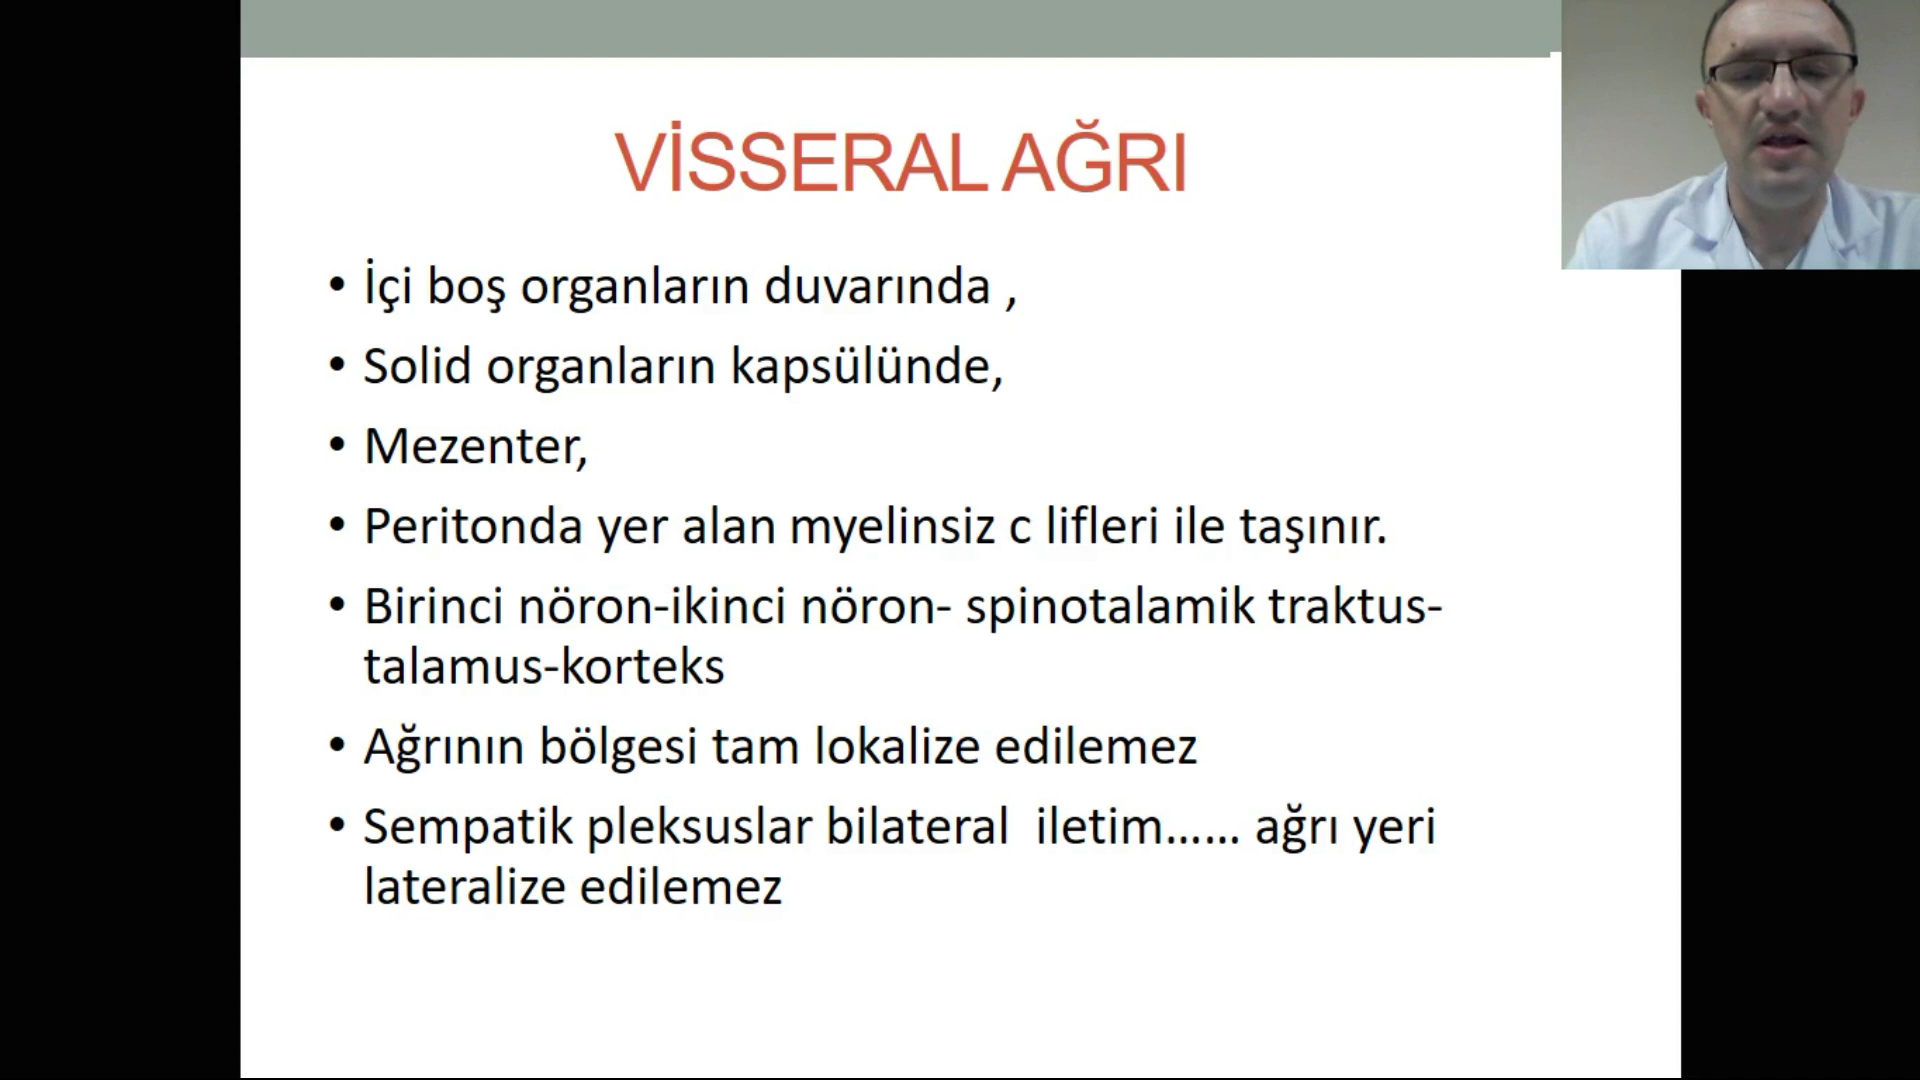 VİSSERAL AĞRI
• İçi boş organların duvarında ,
• Solid organların kapsülünde,
• Mezenter,
• Peritonda yer alan myelinsiz c lifleri ile taşınır.
• Birinci nöron-ikinci nöron- spinotalamik traktus-
talamus-korteks
• Ağrının bölgesi tam lokalize edilemez
• Sempatik pleksuslar bilateral  iletim...... ağrı yeri
lateralize edilemez